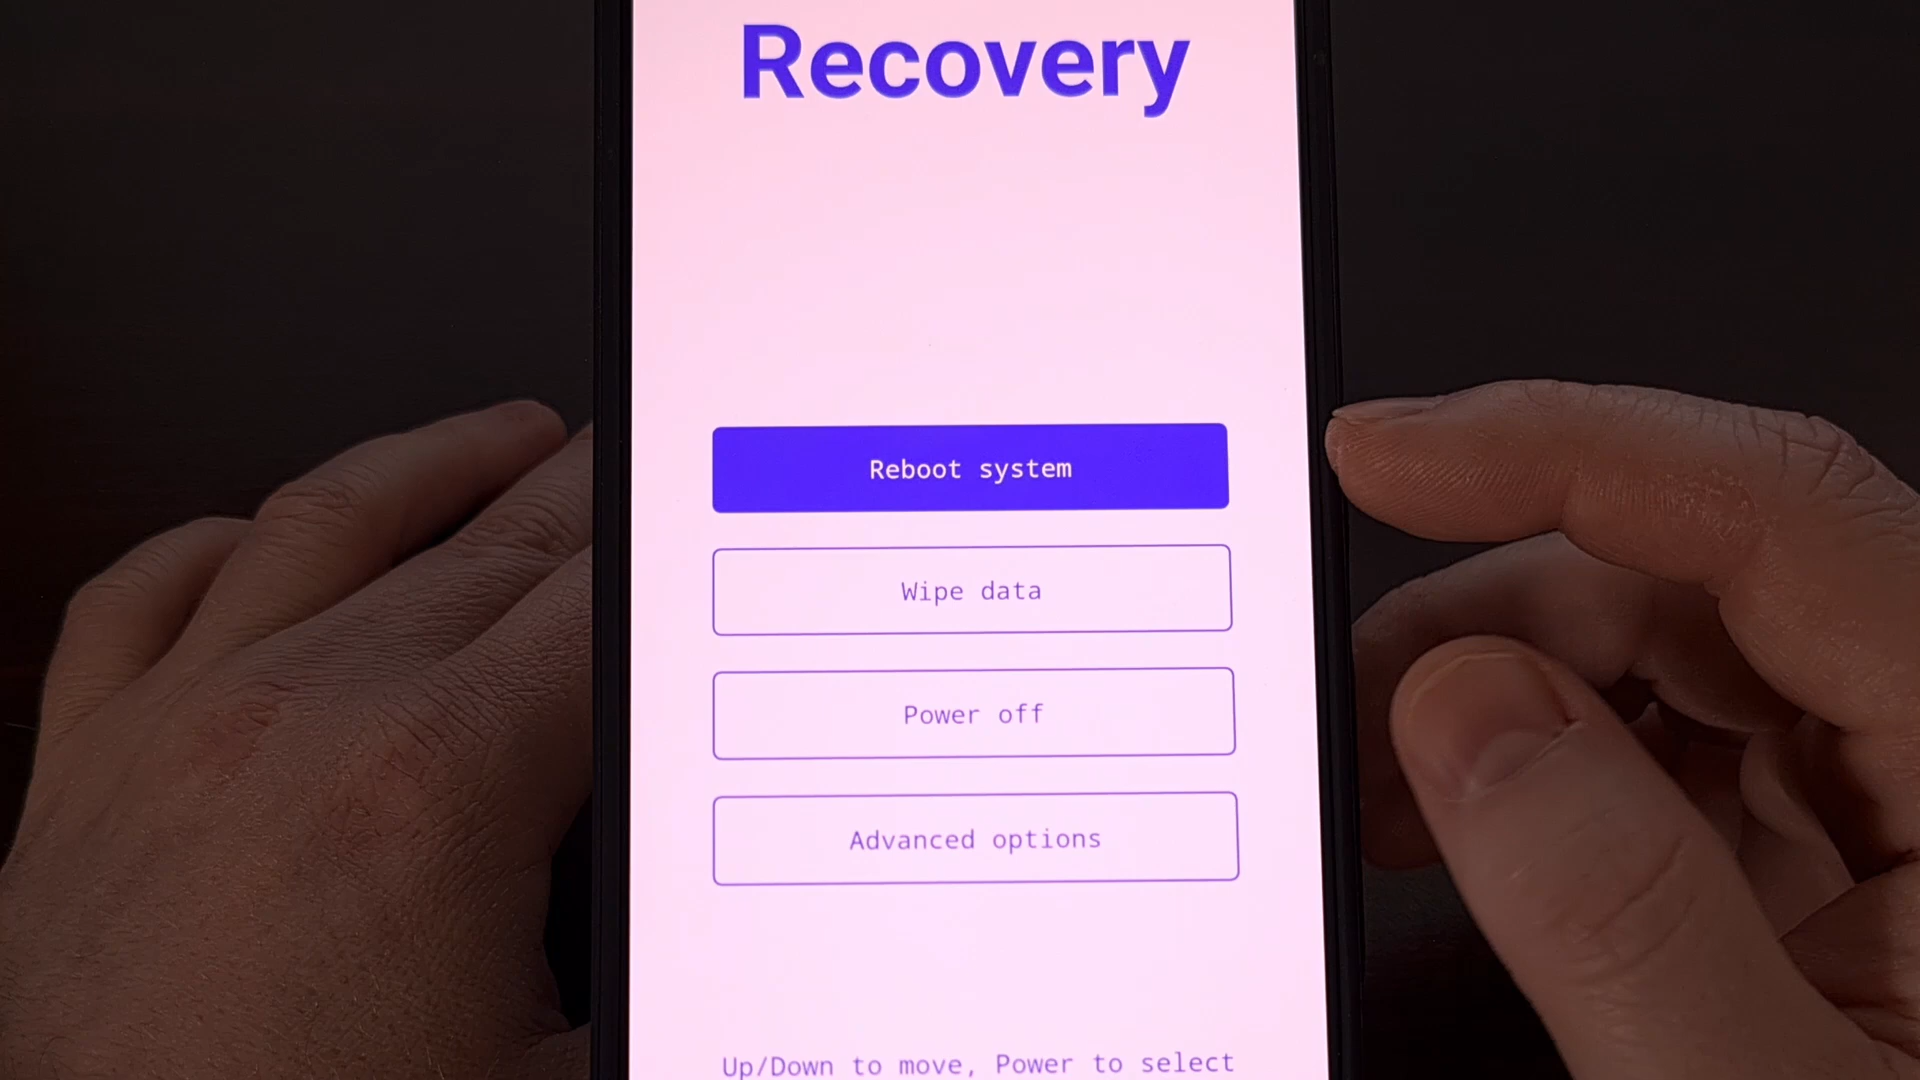 Recovery
Reboot system
Wipe data
Power off
Advanced options
Up/Down to move, Power to select